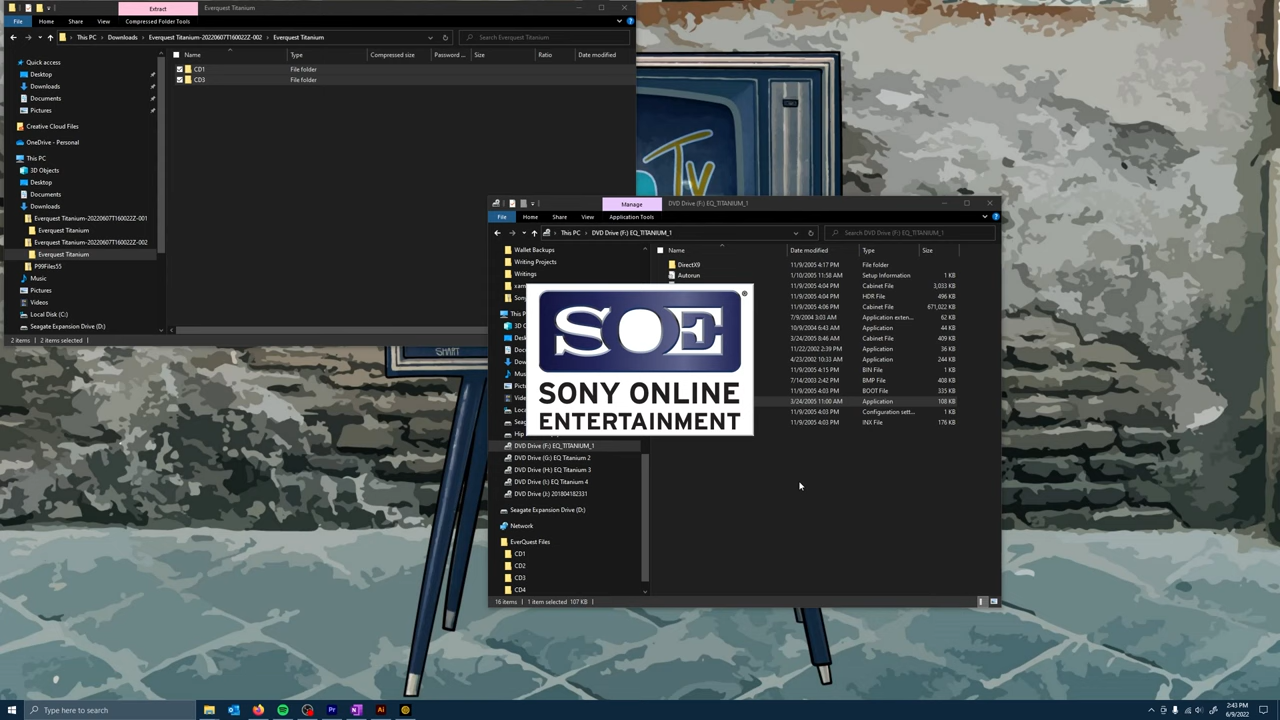 Extract
Everquest Titanium
File Home Share View Compressed Folder Tools
This PC Downloads Everquest Titanium-20220607T160022Z-002 Everquest Titanium
Search Everquest Titanium
Name Type Compressed size Password ... Size Ratio Date modified
Quick access
Desktop
Downloads
Documents
Pictures
Creative Cloud Files
OneDrive - Personal
This PC
3D Objects
Desktop
Documents
Downloads
Everquest Titanium-20220607T160022Z-001
Everquest Titanium
Everquest Titanium-20220607T160022Z-002
Everquest Titanium
P99Files55
Music
Pictures
Videos
Local Disk (C:)
Seagate Expansion Drive (D:)
CD1 File folder
CD3 File folder
2 items 2 items selected
Tv
SMART
Manage
DVD Drive (F:) EQ_TITANIUM_1
File Home Share View Application Tools
This PC DVD Drive (F:) EQ_TITANIUM_1
Search DVD Drive (F:) EQ_TITANIUM_1
Wallet Backups
Writing Projects
Writings
DVD Drive (F:) EQ_TITANIUM_1
DVD Drive (G:) EQ Titanium 2
DVD Drive (H:) EQ Titanium 3
DVD Drive (I:) EQ Titanium 4
DVD Drive (J:) 201804182331
Seagate Expansion Drive (D:)
Network
EverQuest Files
CD1
CD2
CD3
CD4
Name Date modified Type Size
DirectX9 11/9/2005 4:17 PM File folder
Autorun 1/10/2005 11:58 AM Setup Information 1 KB
11/9/2005 4:04 PM Cabinet File 3,033 KB
11/9/2005 4:04 PM HDR File 496 KB
11/9/2005 4:06 PM Cabinet File 671,022 KB
7/9/2004 3:03 AM Application exten... 62 KB
10/9/2004 6:43 AM Application 44 KB
3/24/2005 8:46 PM Cabinet File 409 KB
11/22/2002 2:39 PM Application 36 KB
4/23/2002 10:33 AM Application 244 KB
11/9/2005 4:15 PM BIN File 1 KB
7/14/2003 2:42 PM BMP File 408 KB
11/9/2005 4:03 PM BOOT File 335 KB
3/24/2005 11:00 AM Application 108 KB
11/9/2005 4:03 PM Configuration sett... 1 KB
11/9/2005 4:03 PM INX File 176 KB
SOE ®
SONY ONLINE
ENTERTAINMENT
16 items 1 item selected 107 KB
Type here to search
2:43 PM
6/9/2022